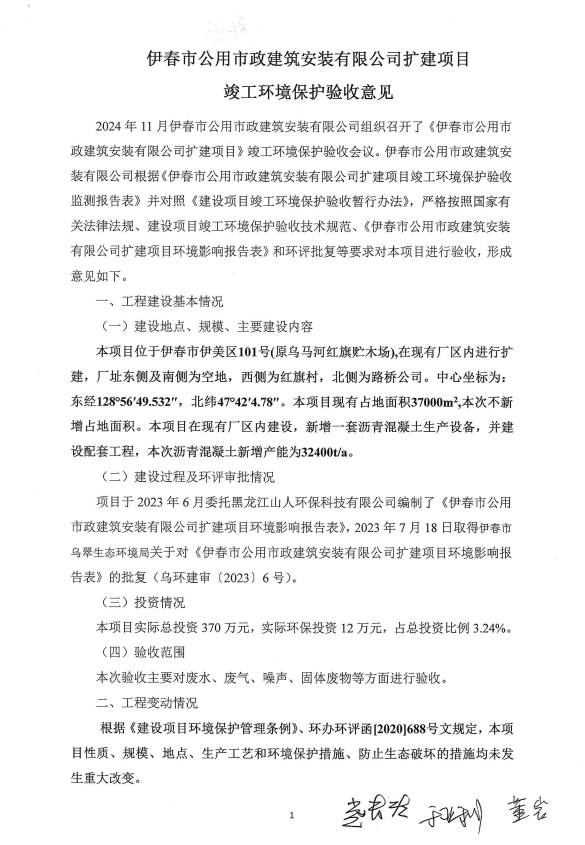 伊春市公用市政建筑安装有限公司扩建项目
竣工环境保护验收意见
2024 年 11 月伊春市公用市政建筑安装有限公司组织召开了《伊春市公用市
政建筑安装有限公司扩建项目》竣工环境保护验收会议。伊春市公用市政建筑安
装有限公司根据《伊春市公用市政建筑安装有限公司扩建项目竣工环境保护验收
监测报告表》并对照《建设项目竣工环境保护验收暂行办法》，严格按照国家有
关法律法规、建设项目竣工环境保护验收技术规范、《伊春市公用市政建筑安装
有限公司扩建项目环境影响报告表》和环评批复等要求对本项目进行验收，形成
意见如下。
一、工程建设基本情况
（一）建设地点、规模、主要建设内容
本项目位于伊春市伊美区101号(原乌马河红旗贮木场),在现有厂区内进行扩
建，厂址东侧及南侧为空地，西侧为红旗村，北侧为路桥公司。中心坐标为：
东经128°56′49.532″，北纬47°42′4.78″。本项目现有占地面积37000m²,本次不新
增占地面积。本项目在现有厂区内建设，新增一套沥青混凝土生产设备，并建
设配套工程，本次沥青混凝土新增产能为32400t/a。
（二）建设过程及环评审批情况
项目于 2023 年 6 月委托黑龙江山人环保科技有限公司编制了《伊春市公用
市政建筑安装有限公司扩建项目环境影响报告表》，2023 年 7 月 18 日取得伊春市
乌翠生态环境局关于对《伊春市公用市政建筑安装有限公司扩建项目环境影响报
告表》的批复（乌环建审〔2023〕6 号）。
（三）投资情况
本项目实际总投资 370 万元，实际环保投资 12 万元，占总投资比例 3.24%。
（四）验收范围
本次验收主要对废水、废气、噪声、固体废物等方面进行验收。
二、工程变动情况
根据《建设项目环境保护管理条例》、环办环评函[2020]688号文规定，本项
目性质、规模、地点、生产工艺和环境保护措施、防止生态破坏的措施均未发
生重大改变。
1
董岩